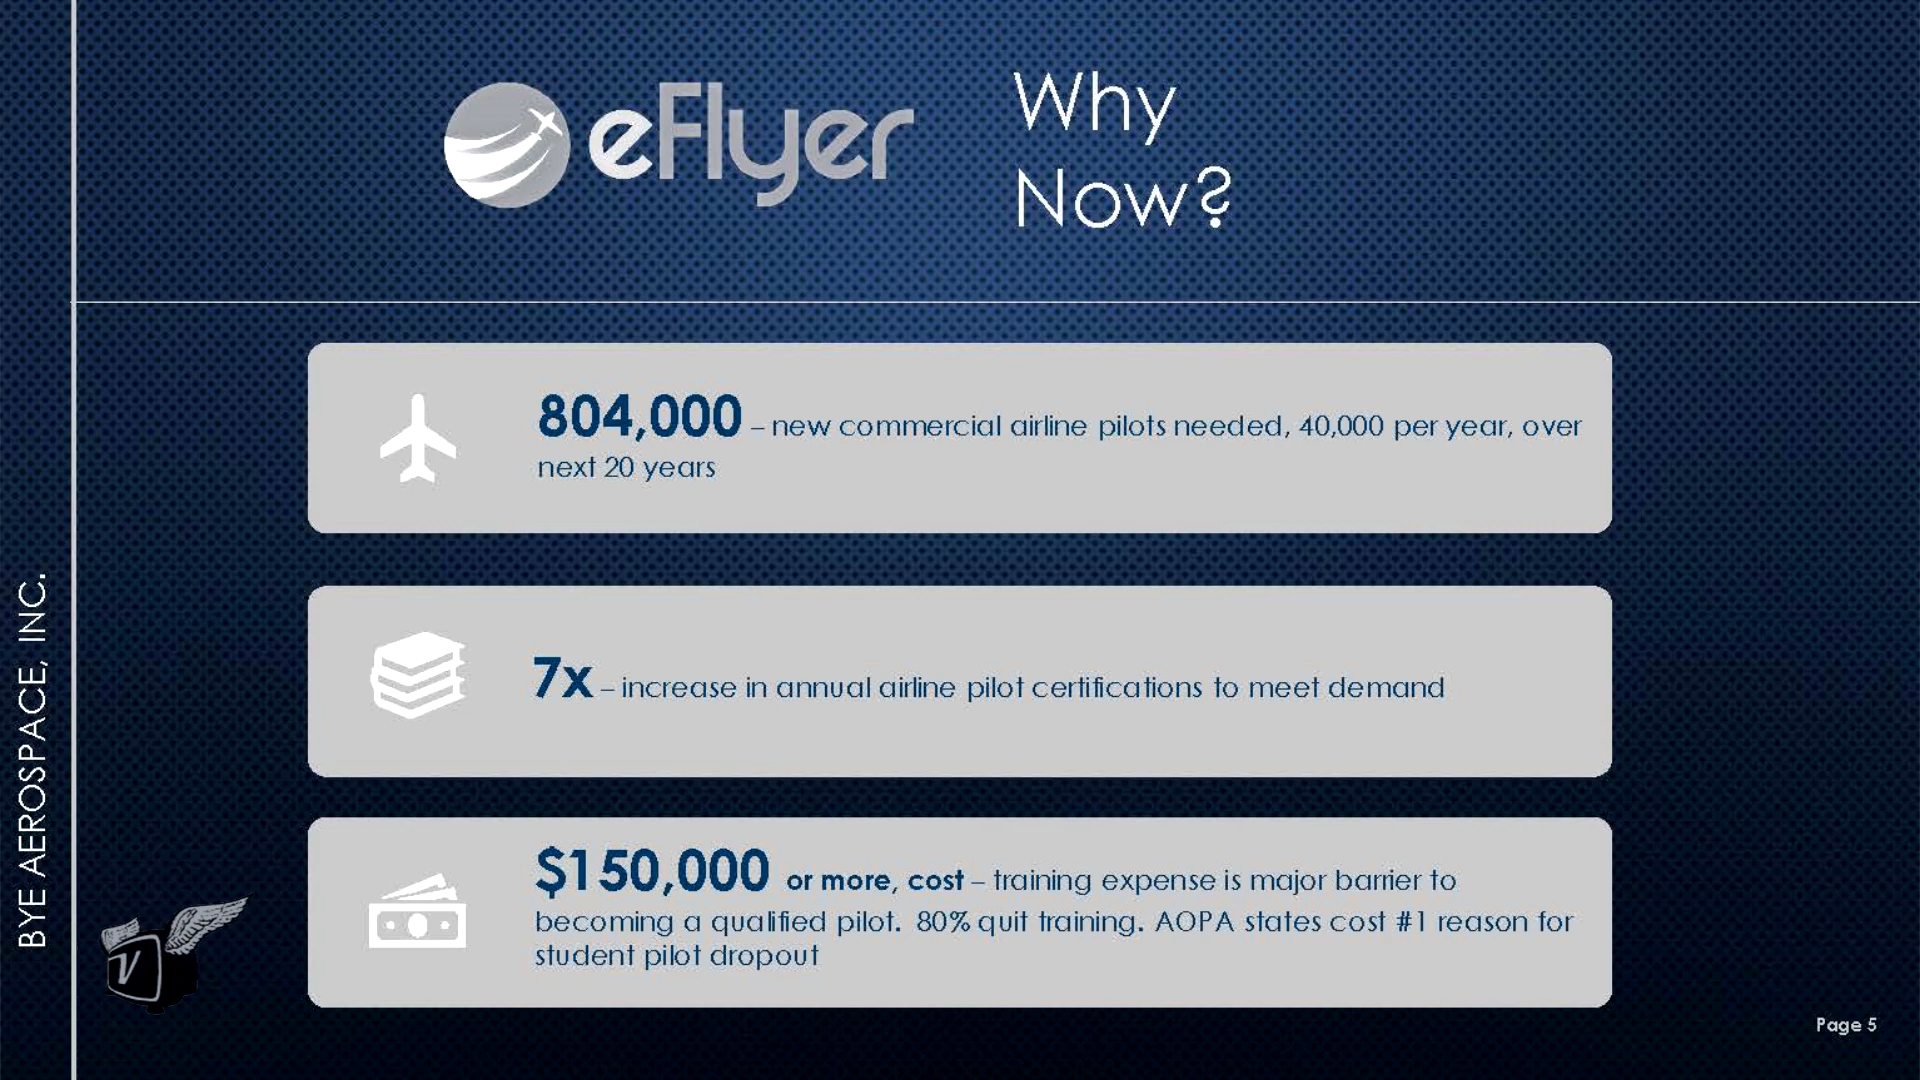 eFlyer
Why
Now?
804,000 – new commercial airline pilots needed, 40,000 per year, over
next 20 years
7x – increase in annual airline pilot certifications to meet demand
$150,000 or more, cost – training expense is major barrier to
becoming a qualified pilot. 80% quit training. AOPA states cost #1 reason for
student pilot dropout
BYE AEROSPACE, INC.
V
Page 5